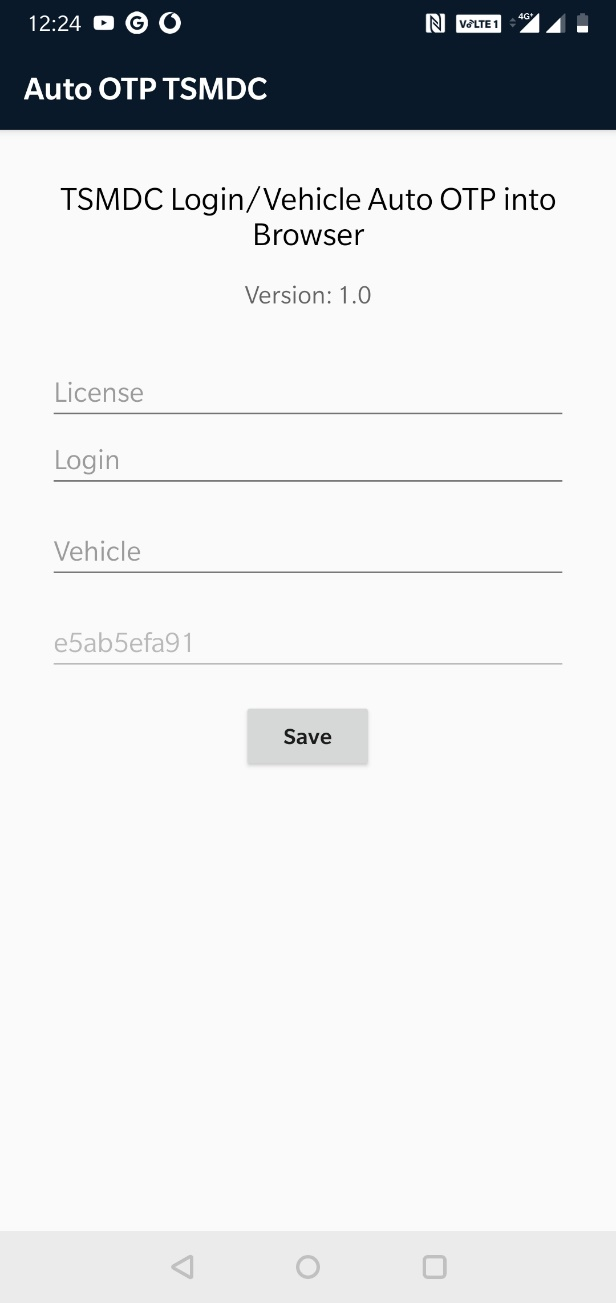 12:24
VoLTE 1
4G+
Auto OTP TSMDC
TSMDC Login/Vehicle Auto OTP into
Browser
Version: 1.0
License
Login
Vehicle
e5ab5efa91
Save